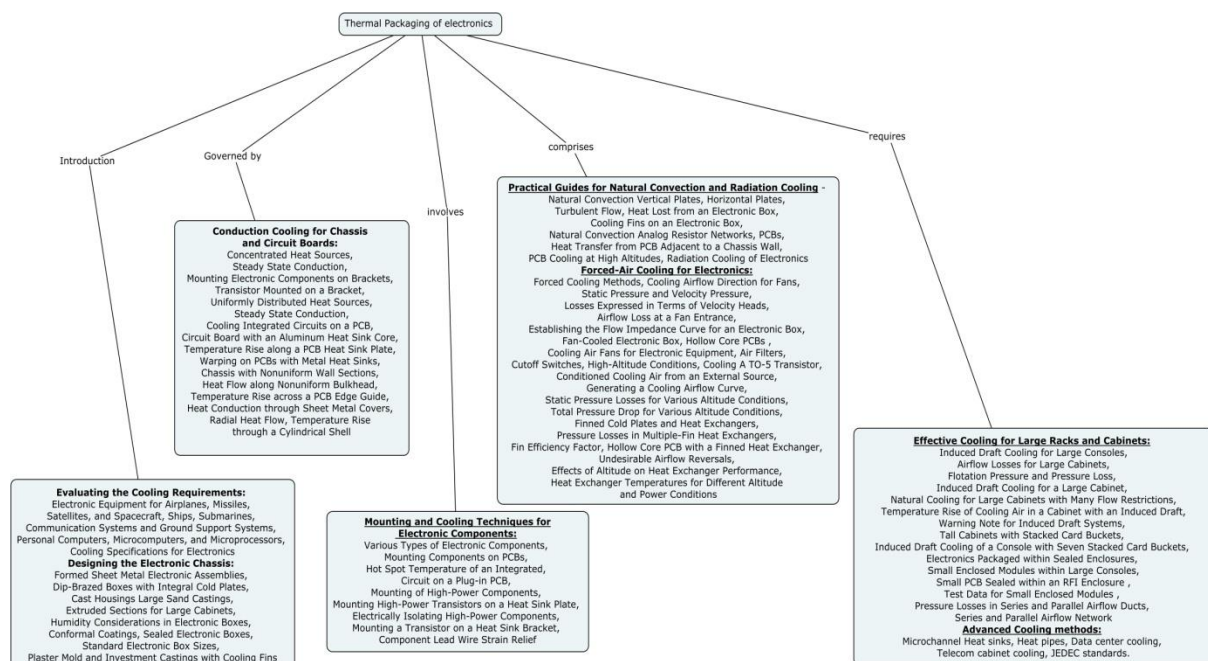 Thermal Packaging of electronics
Introduction
Governed by
involves
comprises
requires
Evaluating the Cooling Requirements:
Electronic Equipment for Airplanes, Missiles,
Satellites, and Spacecraft, Ships, Submarines,
Communication Systems and Ground Support Systems,
Personal Computers, Microcomputers, and Microprocessors,
Cooling Specifications for Electronics
Designing the Electronic Chassis:
Formed Sheet Metal Electronic Assemblies,
Dip-Brazed Boxes with Integral Cold Plates,
Cast Housings Large Sand Castings,
Extruded Sections for Large Cabinets,
Humidity Considerations in Electronic Boxes,
Conformal Coatings, Sealed Electronic Boxes,
Standard Electronic Box Sizes,
Plaster Mold and Investment Castings with Cooling Fins
Conduction Cooling for Chassis
and Circuit Boards:
Concentrated Heat Sources,
Steady State Conduction,
Mounting Electronic Components on Brackets,
Transistor Mounted on a Bracket,
Uniformly Distributed Heat Sources,
Steady State Conduction,
Cooling Integrated Circuits on a PCB,
Circuit Board with an Aluminum Heat Sink Core,
Temperature Rise along a PCB Heat Sink Plate,
Warping on PCBs with Metal Heat Sinks,
Chassis with Nonuniform Wall Sections,
Heat Flow along Nonuniform Bulkhead,
Temperature Rise across a PCB Edge Guide,
Heat Conduction through Sheet Metal Covers,
Radial Heat Flow, Temperature Rise
through a Cylindrical Shell
Mounting and Cooling Techniques for
Electronic Components:
Various Types of Electronic Components,
Mounting Components on PCBs,
Hot Spot Temperature of an Integrated,
Circuit on a Plug-in PCB,
Mounting of High-Power Components,
Mounting High-Power Transistors on a Heat Sink Plate,
Electrically Isolating High-Power Components,
Mounting a Transistor on a Heat Sink Bracket,
Component Lead Wire Strain Relief
Practical Guides for Natural Convection and Radiation Cooling -
Natural Convection Vertical Plates, Horizontal Plates,
Turbulent Flow, Heat Lost from an Electronic Box,
Cooling Fins on an Electronic Box,
Natural Convection Analog Resistor Networks, PCBs,
Heat Transfer from PCB Adjacent to a Chassis Wall,
PCB Cooling at High Altitudes, Radiation Cooling of Electronics
Forced-Air Cooling for Electronics:
Forced Cooling Methods, Cooling Airflow Direction for Fans,
Static Pressure and Velocity Pressure,
Losses Expressed in Terms of Velocity Heads,
Airflow Loss at a Fan Entrance,
Establishing the Flow Impedance Curve for an Electronic Box,
Fan-Cooled Electronic Box, Hollow Core PCBs ,
Cooling Air Fans for Electronic Equipment, Air Filters,
Cutoff Switches, High-Altitude Conditions, Cooling A TO-5 Transistor,
Conditioned Cooling Air from an External Source,
Generating a Cooling Airflow Curve,
Static Pressure Losses for Various Altitude Conditions,
Total Pressure Drop for Various Altitude Conditions,
Finned Cold Plates and Heat Exchangers,
Pressure Losses in Multiple-Fin Heat Exchangers,
Fin Efficiency Factor, Hollow Core PCB with a Finned Heat Exchanger,
Undesirable Airflow Reversals,
Effects of Altitude on Heat Exchanger Performance,
Heat Exchanger Temperatures for Different Altitude
and Power Conditions
Effective Cooling for Large Racks and Cabinets:
Induced Draft Cooling for Large Consoles,
Airflow Losses for Large Cabinets,
Flotation Pressure and Pressure Loss,
Induced Draft Cooling for a Large Cabinet,
Natural Cooling for Large Cabinets with Many Flow Restrictions,
Temperature Rise of Cooling Air in a Cabinet with an Induced Draft,
Warning Note for Induced Draft Systems,
Tall Cabinets with Stacked Card Buckets,
Induced Draft Cooling of a Console with Seven Stacked Card Buckets,
Electronics Packaged within Sealed Enclosures,
Small Enclosed Modules within Large Consoles,
Small PCB Sealed within an RFI Enclosure ,
Test Data for Small Enclosed Modules ,
Pressure Losses in Series and Parallel Airflow Ducts,
Series and Parallel Airflow Network
Advanced Cooling methods:
Microchannel Heat sinks, Heat pipes, Data center cooling,
Telecom cabinet cooling, JEDEC standards.